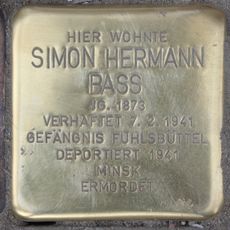 HIER WOHNTE
SIMON HERMANN
PASS
JG. 1873
VERHAFTET 7. 2. 1941
GEFÄNGNIS FUHLSBÜTTEL
DEPORTIERT 1941
MINSK
ERMORDET